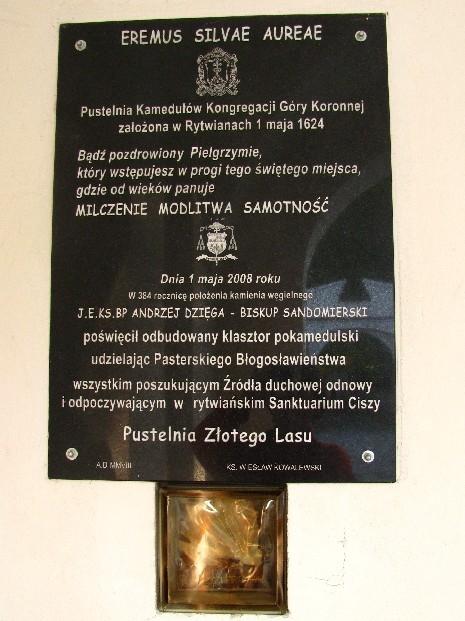 EREMUS SILVAE AUREAE
Pustelnia Kamedułów Kongregacji Góry Koronnej
założona w Rytwianach 1 maja 1624
Bądź pozdrowiony Pielgrzymie,
który wstępujesz w progi tego świętego miejsca,
gdzie od wieków panuje
MILCZENIE MODLITWA SAMOTNOŚĆ
Dnia 1 maja 2008 roku
W 384 rocznicę położenia kamienia węgielnego
J.E.KS.BP ANDRZEJ DZIĘGA - BISKUP SANDOMIERSKI
poświęcił odbudowany klasztor pokamedulski
udzielając Pasterskiego Błogosławieństwa
wszystkim poszukującym Źródła duchowej odnowy
i odpoczywającym w rytwiańskim Sanktuarium Ciszy
Pustelnia Złotego Lasu
A.D MMVIII KS. WIESŁAW KOWALEWSKI